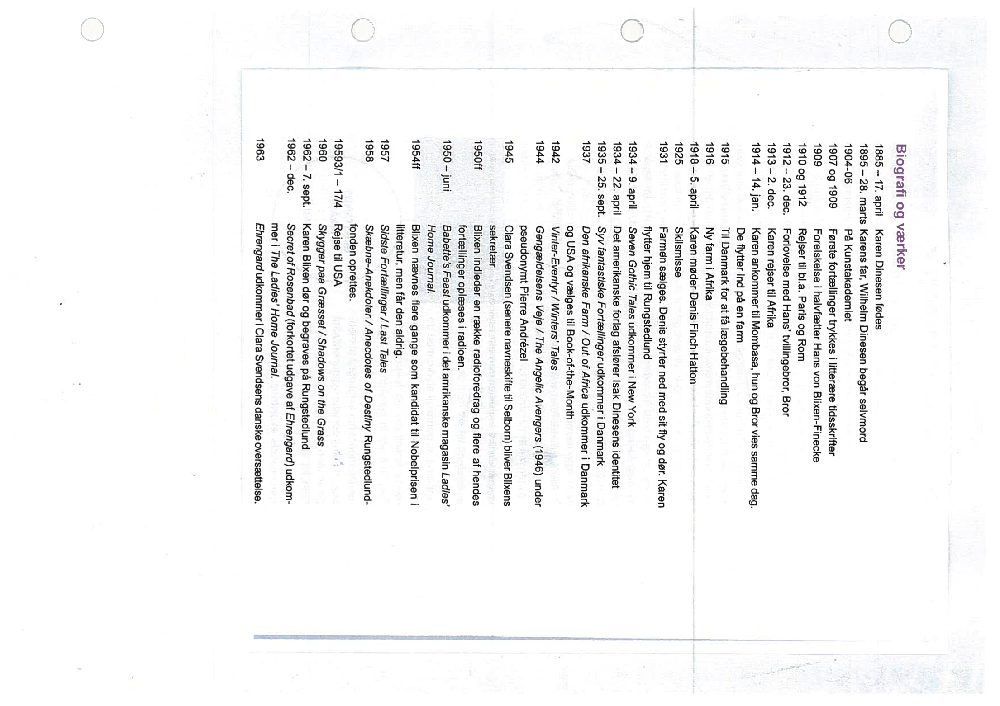 Biografi og værker
1885 – 17. april Karen Dinesen fødes
1895 – 28. marts Karens far, Wilhelm Dinesen begår selvmord
1904-06 På Kunstakademiet
1907 og 1909 Første fortællinger trykkes i litterære tidsskrifter
1909 Forelskelse i halvfætter Hans von Blixen-Finecke
1910 og 1912 Rejser til bl.a. Paris og Rom
1912 – 23. dec. Forlovelse med Hans' tvillingebror, Bror
1913 – 2. dec. Karen rejser til Afrika
1914 – 14. jan. Karen ankommer til Mombasa, hun og Bror vies samme dag.
De flytter ind på en farm
1915 Til Danmark for at få lægebehandling
1916 Ny farm i Afrika
1918 – 5. april Karen møder Denis Finch Hatton
1925 Skilsmisse
1931 Farmen sælges. Denis styrter ned med sit fly og dør. Karen
flytter hjem til Rungstedlund
1934 – 9. april Seven Gothic Tales udkommer i New York
1934 – 22. april Det amerikanske forlag afslører Isak Dinesens identitet
1935 – 25. sept. Syv fantastiske Fortællinger udkommer i Danmark
1937 Den afrikanske Farm / Out of Africa udkommer i Danmark
og USA og vælges til Book-of-the-Month
1942 Vinter-Eventyr / Winters' Tales
1944 Gengældelsens Veje / The Angelic Avengers (1946) under
pseudonymt Pierre Andrézel
1945 Clara Svendsen (senere navneskifte til Selborn) bliver Blixens
sekretær
1950ff Blixen indleder en række radioforedrag og flere af hendes
fortællinger oplæses i radioen.
1950 – juni Babette's Feast udkommer i det amrikanske magasin Ladies'
Home Journal.
1954ff Blixen nævnes flere gange som kandidat til Nobelprisen i
litteratur, men får den aldrig.
1957 Sidste Fortællinger / Last Tales
1958 Skæbne-Anekdoter / Anecdotes of Destiny Rungstedlund-
fonden oprettes.
19593/1 – 17/4 Rejse til USA
1960 Skygger paa Græsset / Shadows on the Grass
1962 – 7. sept. Karen Blixen dør og begraves på Rungstedlund
1962 – dec. Secret of Rosenbad (forkortet udgave af Ehrengard) udkom-
mer i The Ladies' Home Journal.
1963 Ehrengard udkommer i Clara Svendsens danske oversættelse.